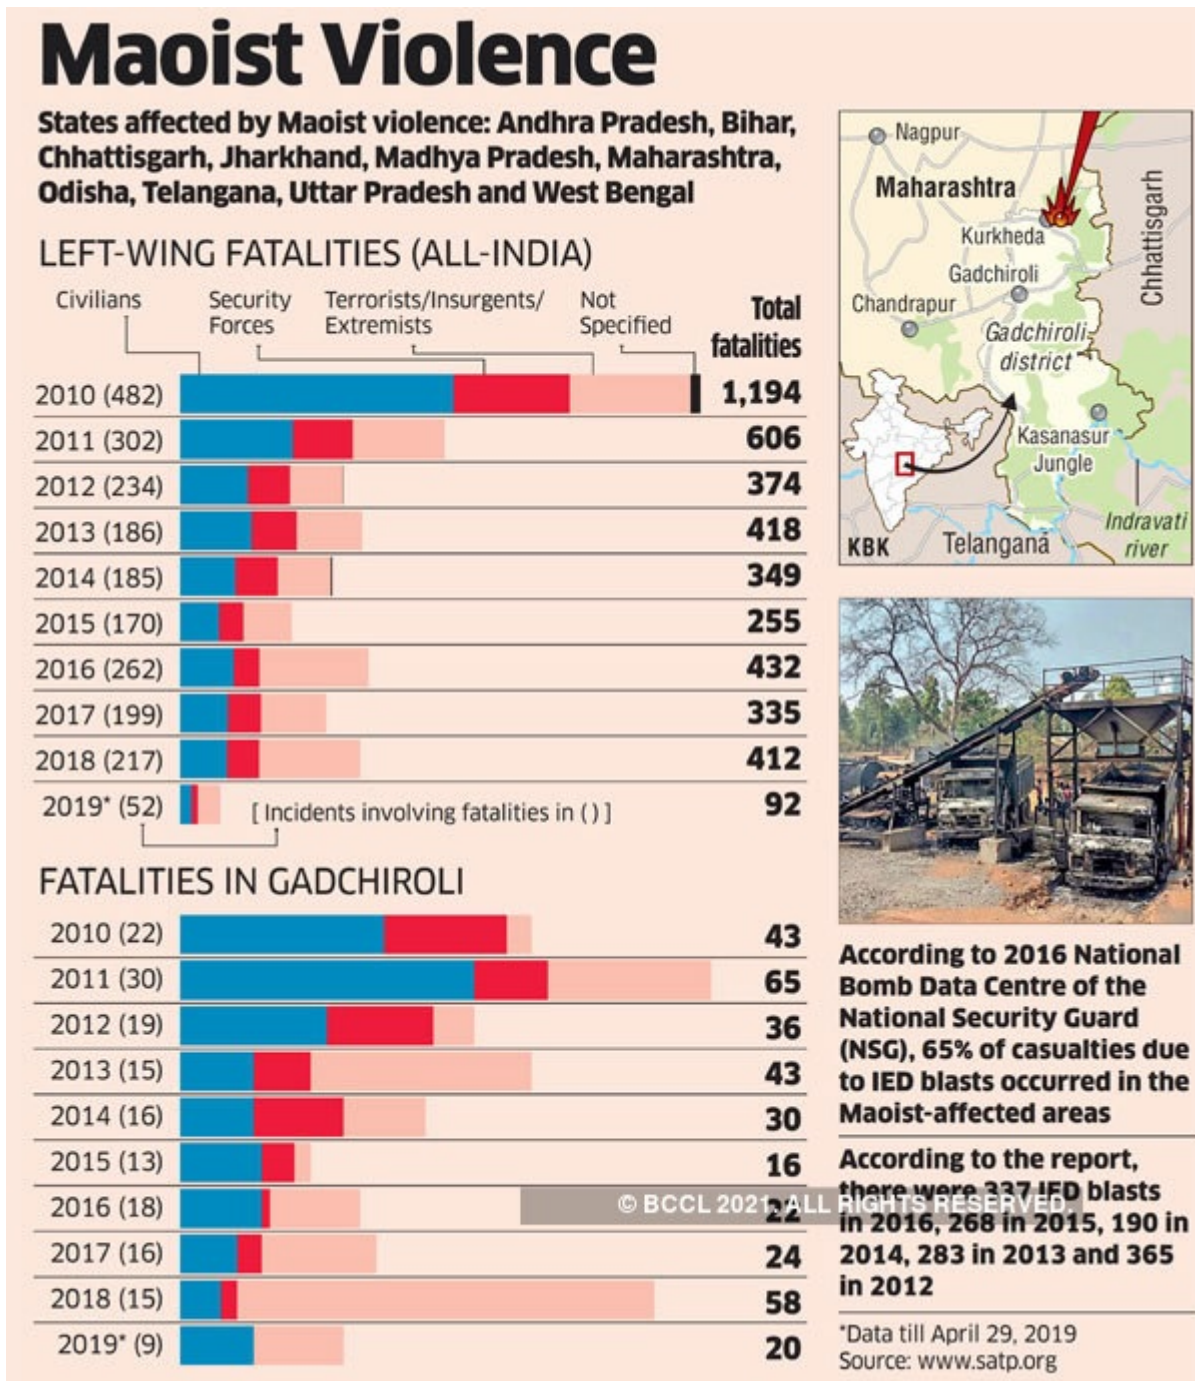 Maoist Violence
States affected by Maoist violence: Andhra Pradesh, Bihar,
Chhattisgarh, Jharkhand, Madhya Pradesh, Maharashtra,
Odisha, Telangana, Uttar Pradesh and West Bengal
LEFT-WING FATALITIES (ALL-INDIA)
Civilians
Security
Forces
Terrorists/Insurgents/
Extremists
Not
Specified
Total
fatalities
2010 (482) 1,194
2011 (302) 606
2012 (234) 374
2013 (186) 418
2014 (185) 349
2015 (170) 255
2016 (262) 432
2017 (199) 335
2018 (217) 412
2019* (52) 92
[ Incidents involving fatalities in ( ) ]
FATALITIES IN GADCHIROLI
2010 (22) 43
2011 (30) 65
2012 (19) 36
2013 (15) 43
2014 (16) 30
2015 (13) 16
2016 (18) 22
2017 (16) 24
2018 (15) 58
2019* (9) 20
Nagpur
Maharashtra
Chhattisgarh
Kurkheda
Gadchiroli
Chandrapur
Gadchiroli
district
Kasanasur
Jungle
Indravati
river
KBK
Telangana
According to 2016 National
Bomb Data Centre of the
National Security Guard
(NSG), 65% of casualties due
to IED blasts occurred in the
Maoist-affected areas
According to the report,
there were 337 IED blasts
in 2016, 268 in 2015, 190 in
2014, 283 in 2013 and 365
in 2012
*Data till April 29, 2019
Source: www.satp.org
© BCCL 2021. ALL RIGHTS RESERVED.